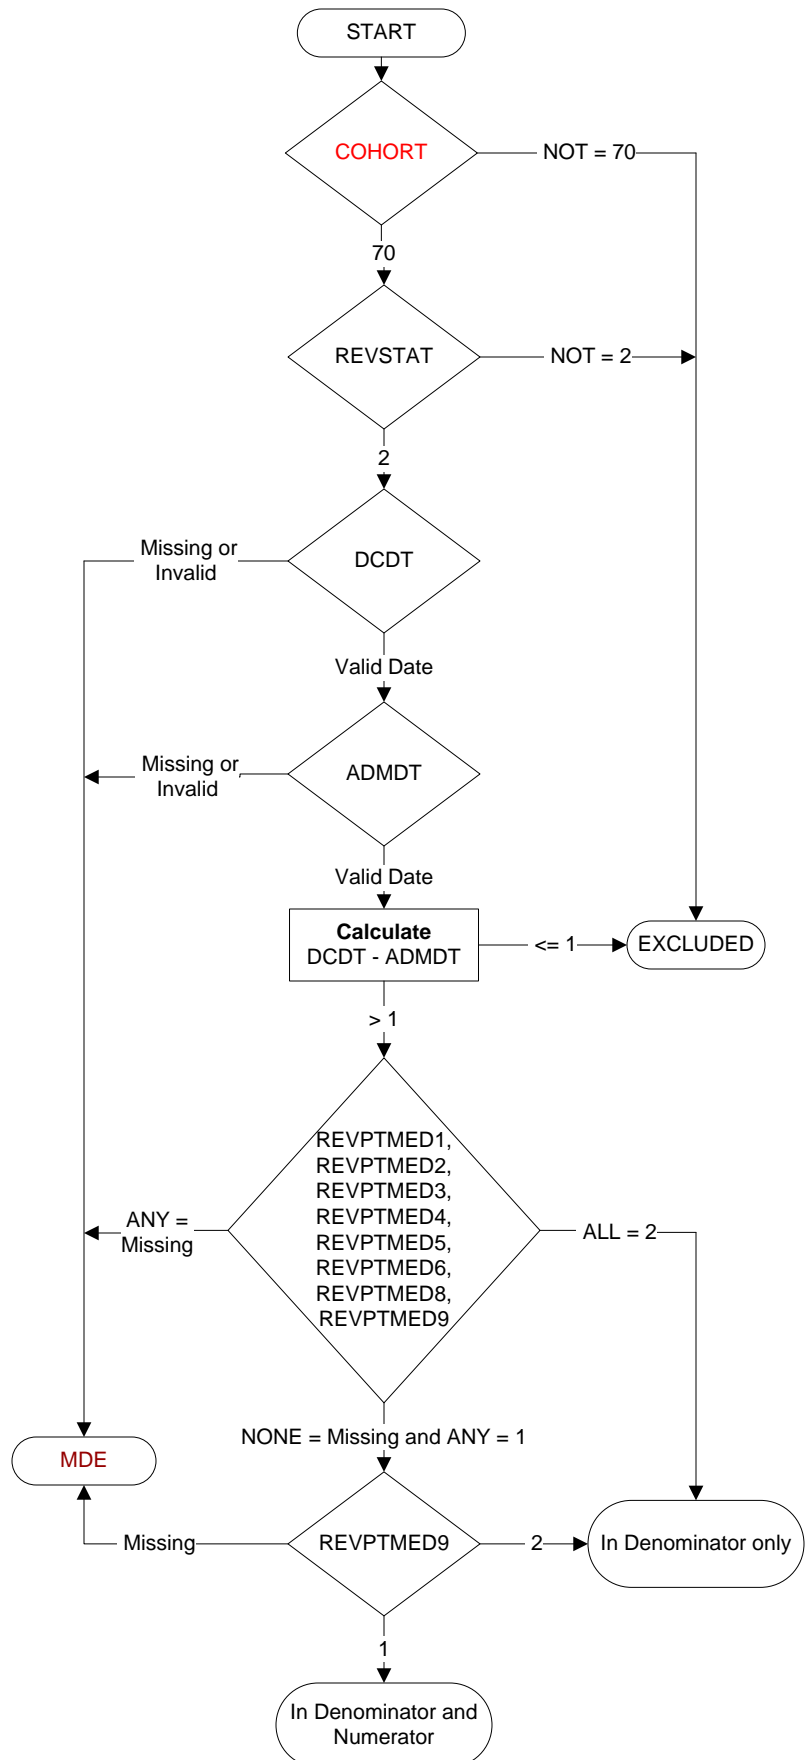 START
COHORT
NOT = 70
70
REVSTAT
NOT = 2
2
Missing or
Invalid
DCDT
Valid Date
Missing or
Invalid
ADMDT
Valid Date
Calculate
DCDT - ADMDT
<= 1
EXCLUDED
> 1
REVPTMED1,
REVPTMED2,
REVPTMED3,
REVPTMED4,
REVPTMED5,
REVPTMED6,
REVPTMED8,
REVPTMED9
ANY =
Missing
ALL = 2
NONE = Missing and ANY = 1
MDE
Missing
REVPTMED9
2
In Denominator only
1
In Denominator and
Numerator